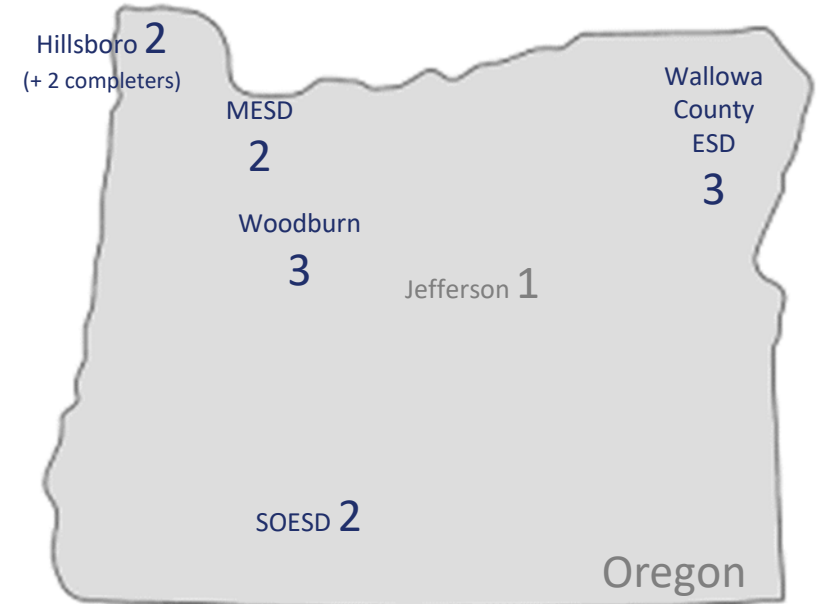 Hillsboro 2
(+ 2 completers)
MESD
2
Wallowa
County
ESD
3
Woodburn
3
Jefferson 1
SOESD 2
Oregon